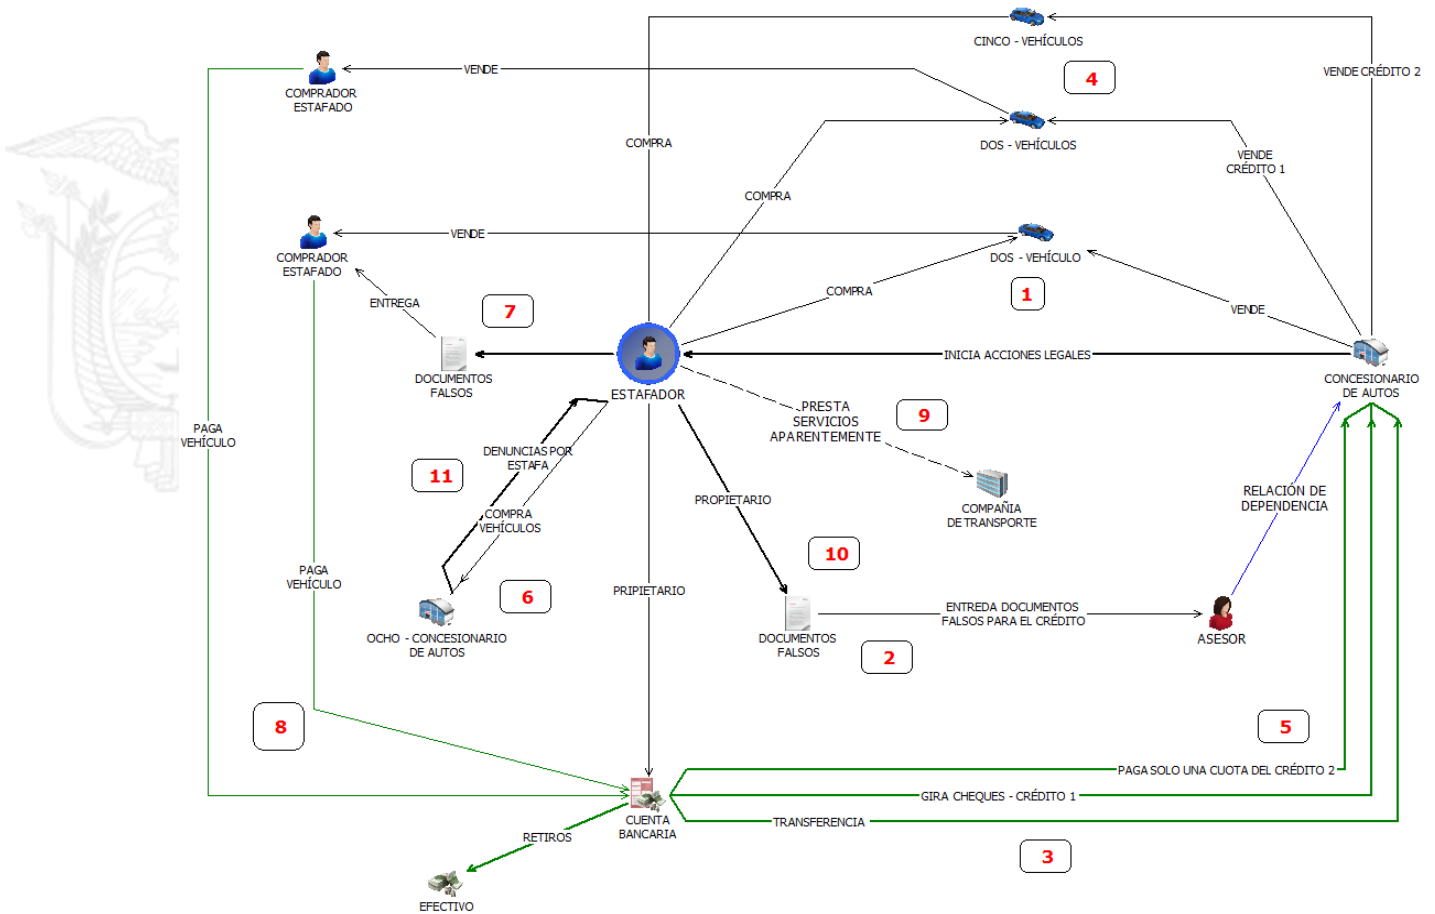 CINCO - VEHÍCULOS
VENDE
COMPRADOR
ESTAFADO
4
VENDE CRÉDITO 2
COMPRA
DOS - VEHÍCULOS
VENDE
CRÉDITO 1
COMPRA
VENDE
COMPRADOR
ESTAFADO
DOS - VEHÍCULO
COMPRA
1
ENTREGA
7
VENDE
INICIA ACCIONES LEGALES
DOCUMENTOS
FALSOS
ESTAFADOR
CONCESIONARIO
DE AUTOS
PRESTA
SERVICIOS
APARENTEMENTE
9
PAGA
VEHÍCULO
DENUNCIAS POR
ESTAFA
11
PROPIETARIO
RELACIÓN DE
DEPENDENCIA
COMPRA
VEHÍCULOS
COMPAÑIA
DE TRANSPORTE
10
PAGA
VEHÍCULO
6
PRIPIETARIO
ENTREDA DOCUMENTOS
FALSOS PARA EL CRÉDITO
OCHO - CONCESIONARIO
DE AUTOS
DOCUMENTOS
FALSOS
ASESOR
2
8
5
PAGA SOLO UNA CUOTA DEL CRÉDITO 2
GIRA CHEQUES - CRÉDITO 1
CUENTA
BANCARIA
TRANSFERENCIA
RETIROS
3
EFECTIVO